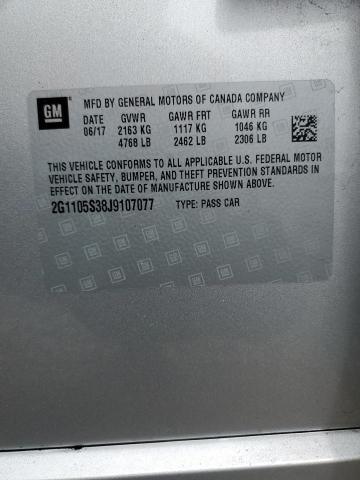 GM
MFD BY GENERAL MOTORS OF CANADA COMPANY
DATE GVWR GAWR FRT GAWR RR
06/17 2163 KG 1117 KG 1046 KG
4768 LB 2462 LB 2306 LB
THIS VEHICLE CONFORMS TO ALL APPLICABLE U.S. FEDERAL MOTOR
VEHICLE SAFETY, BUMPER, AND THEFT PREVENTION STANDARDS IN
EFFECT ON THE DATE OF MANUFACTURE SHOWN ABOVE.
2G1105S38J9107077 TYPE: PASS CAR